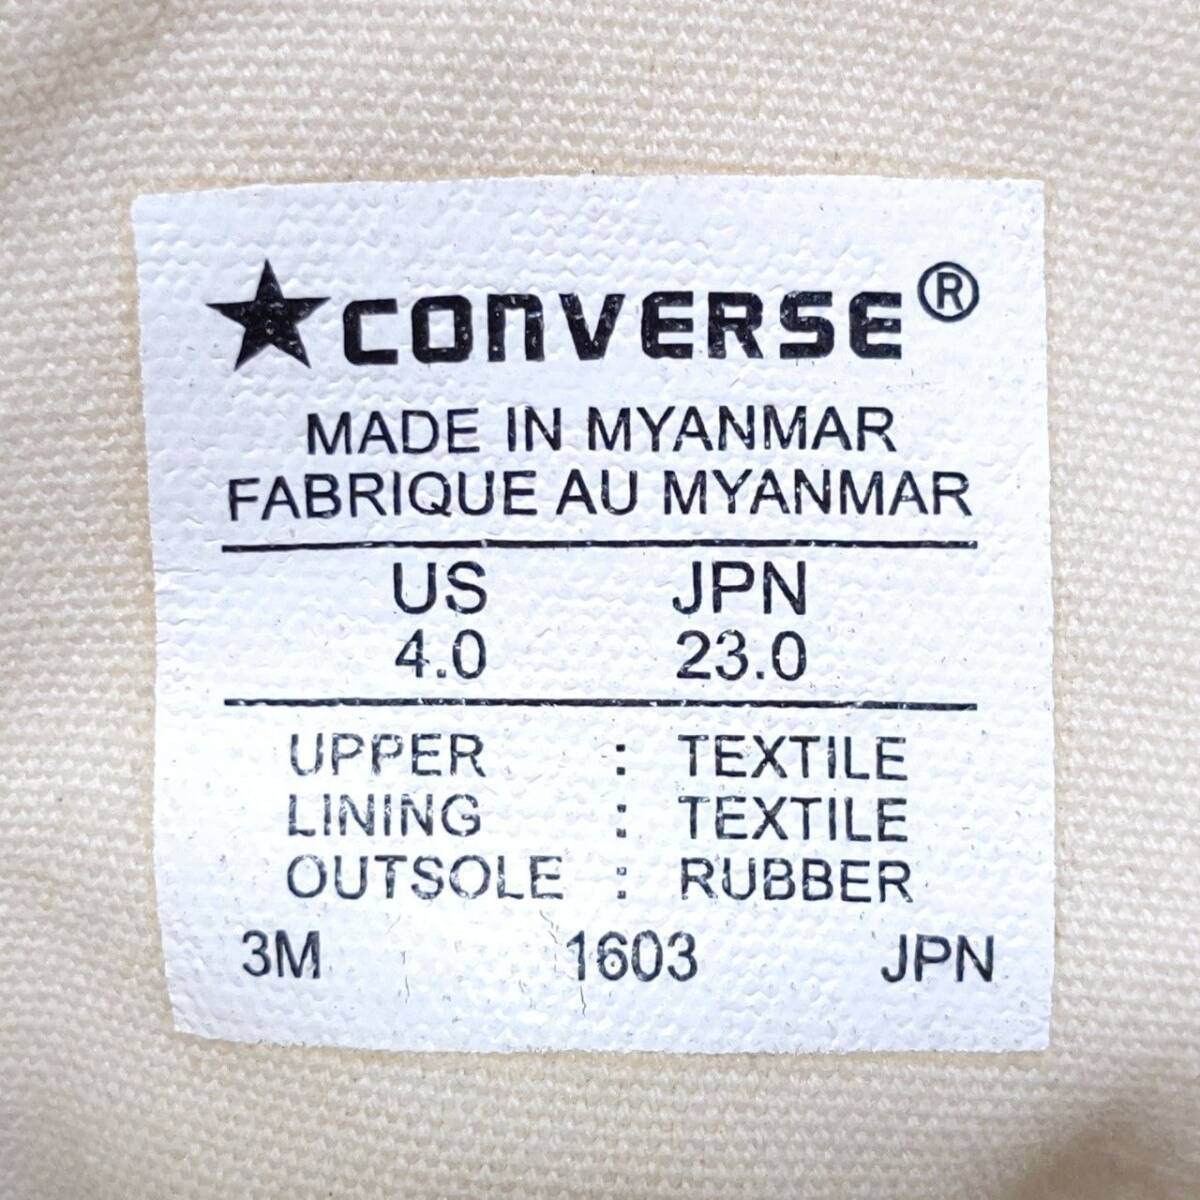 ★CONVERSE®
MADE IN MYANMAR
FABRIQUE AU MYANMAR
US JPN
4.0 23.0
UPPER : TEXTILE
LINING : TEXTILE
OUTSOLE : RUBBER
3M 1603 JPN